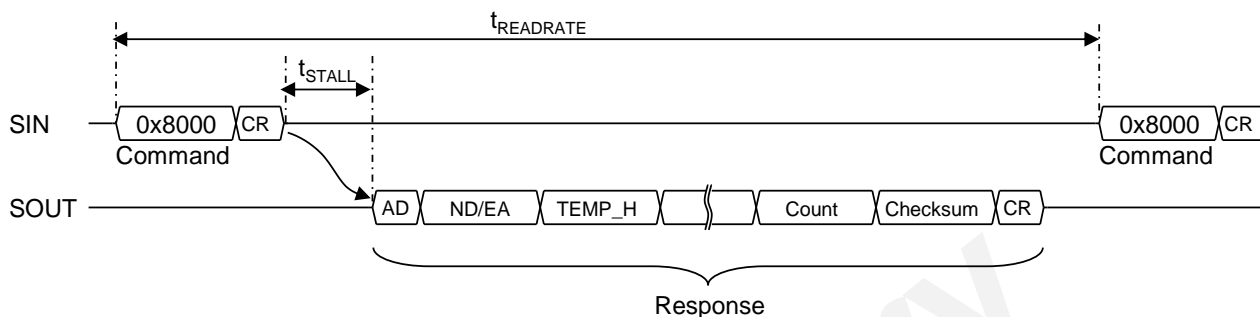 tREADRATE
tSTALL
SIN 0x8000 CR 0x8000 CR
Command Command
SOUT AD ND/EA TEMP_H Count Checksum CR
Response